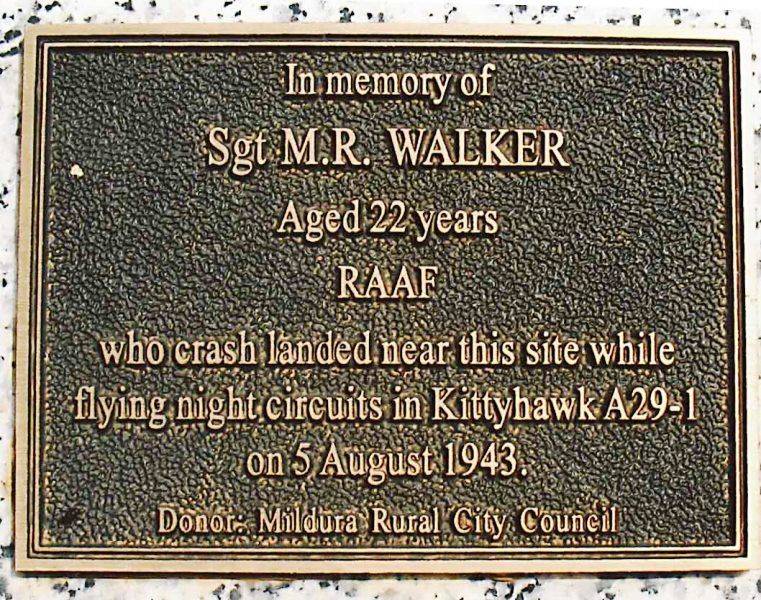 In memory of
Sgt M.R. WALKER
Aged 22 years
RAAF
who crash landed near this site while
flying night circuits in Kittyhawk A29-1
on 5 August 1943.
Donor: Mildura Rural City Council